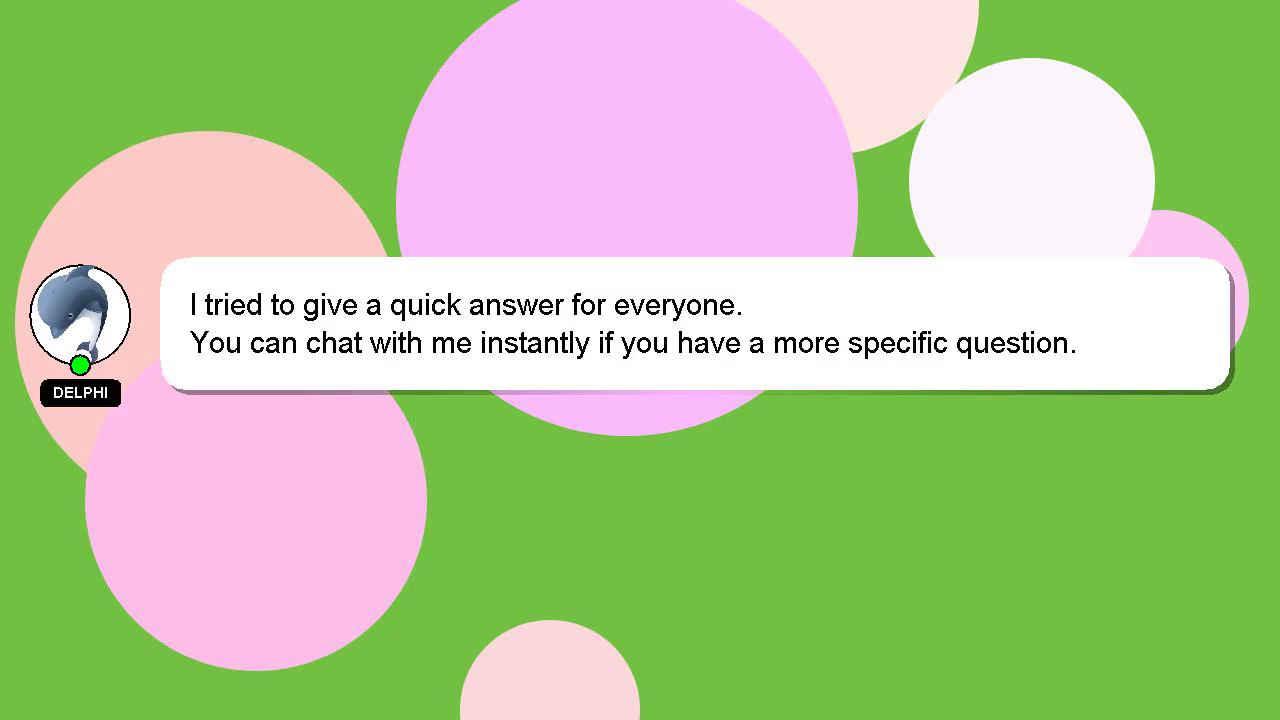 I tried to give a quick answer for everyone.
You can chat with me instantly if you have a more specific question.
DELPHI